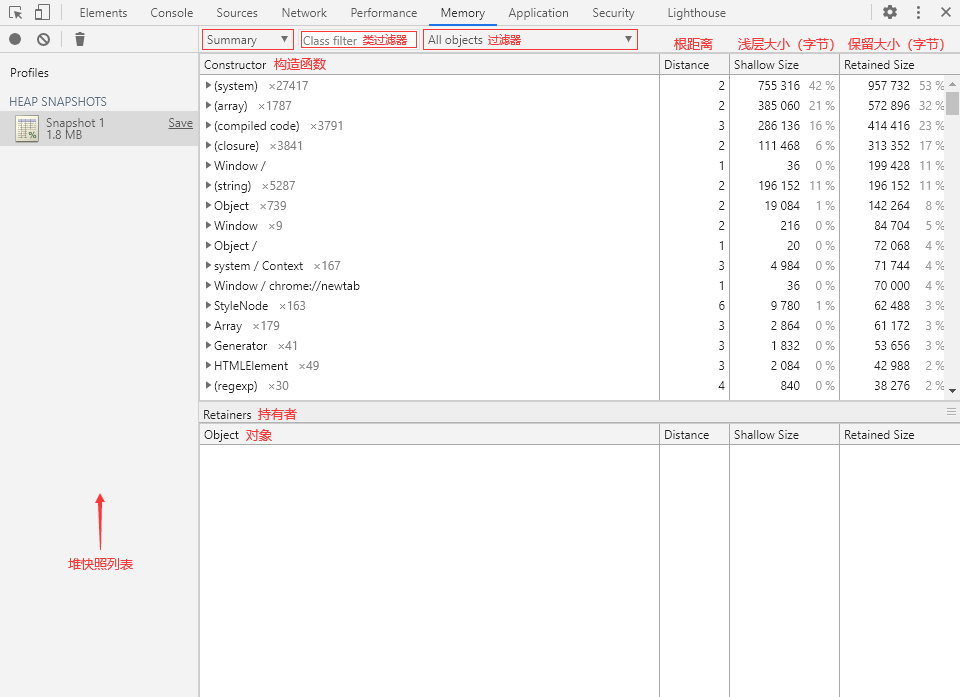 Elements Console Sources Network Performance Memory Application Security Lighthouse
Summary ▼ Class filter 类过滤器 All objects 过滤器 ▼
根距离 浅层大小（字节） 保留大小（字节）
Profiles
HEAP SNAPSHOTS
Snapshot 1 Save
1.8 MB
Constructor 构造函数 Distance Shallow Size Retained Size
(system) ×27417 2 755 316 42 % 957 732 53 %
(array) ×1787 2 385 060 21 % 572 896 32 %
(compiled code) ×3791 3 286 136 16 % 414 416 23 %
(closure) ×3841 2 111 468 6 % 313 352 17 %
Window / 1 36 0 % 199 428 11 %
(string) ×5287 2 196 152 11 % 196 152 11 %
Object ×739 2 19 084 1 % 142 264 8 %
Window ×9 2 216 0 % 84 704 5 %
Object / 1 20 0 % 72 068 4 %
system / Context ×167 3 4 984 0 % 71 744 4 %
Window / chrome://newtab 1 36 0 % 70 000 4 %
StyleNode ×163 6 9 780 1 % 62 488 3 %
Array ×179 3 2 864 0 % 61 172 3 %
Generator ×41 3 1 832 0 % 53 656 3 %
HTMLElement ×49 3 2 084 0 % 42 988 2 %
(regexp) ×30 4 840 0 % 38 276 2 %
Retainers 持有者
Object 对象 Distance Shallow Size Retained Size
堆快照列表